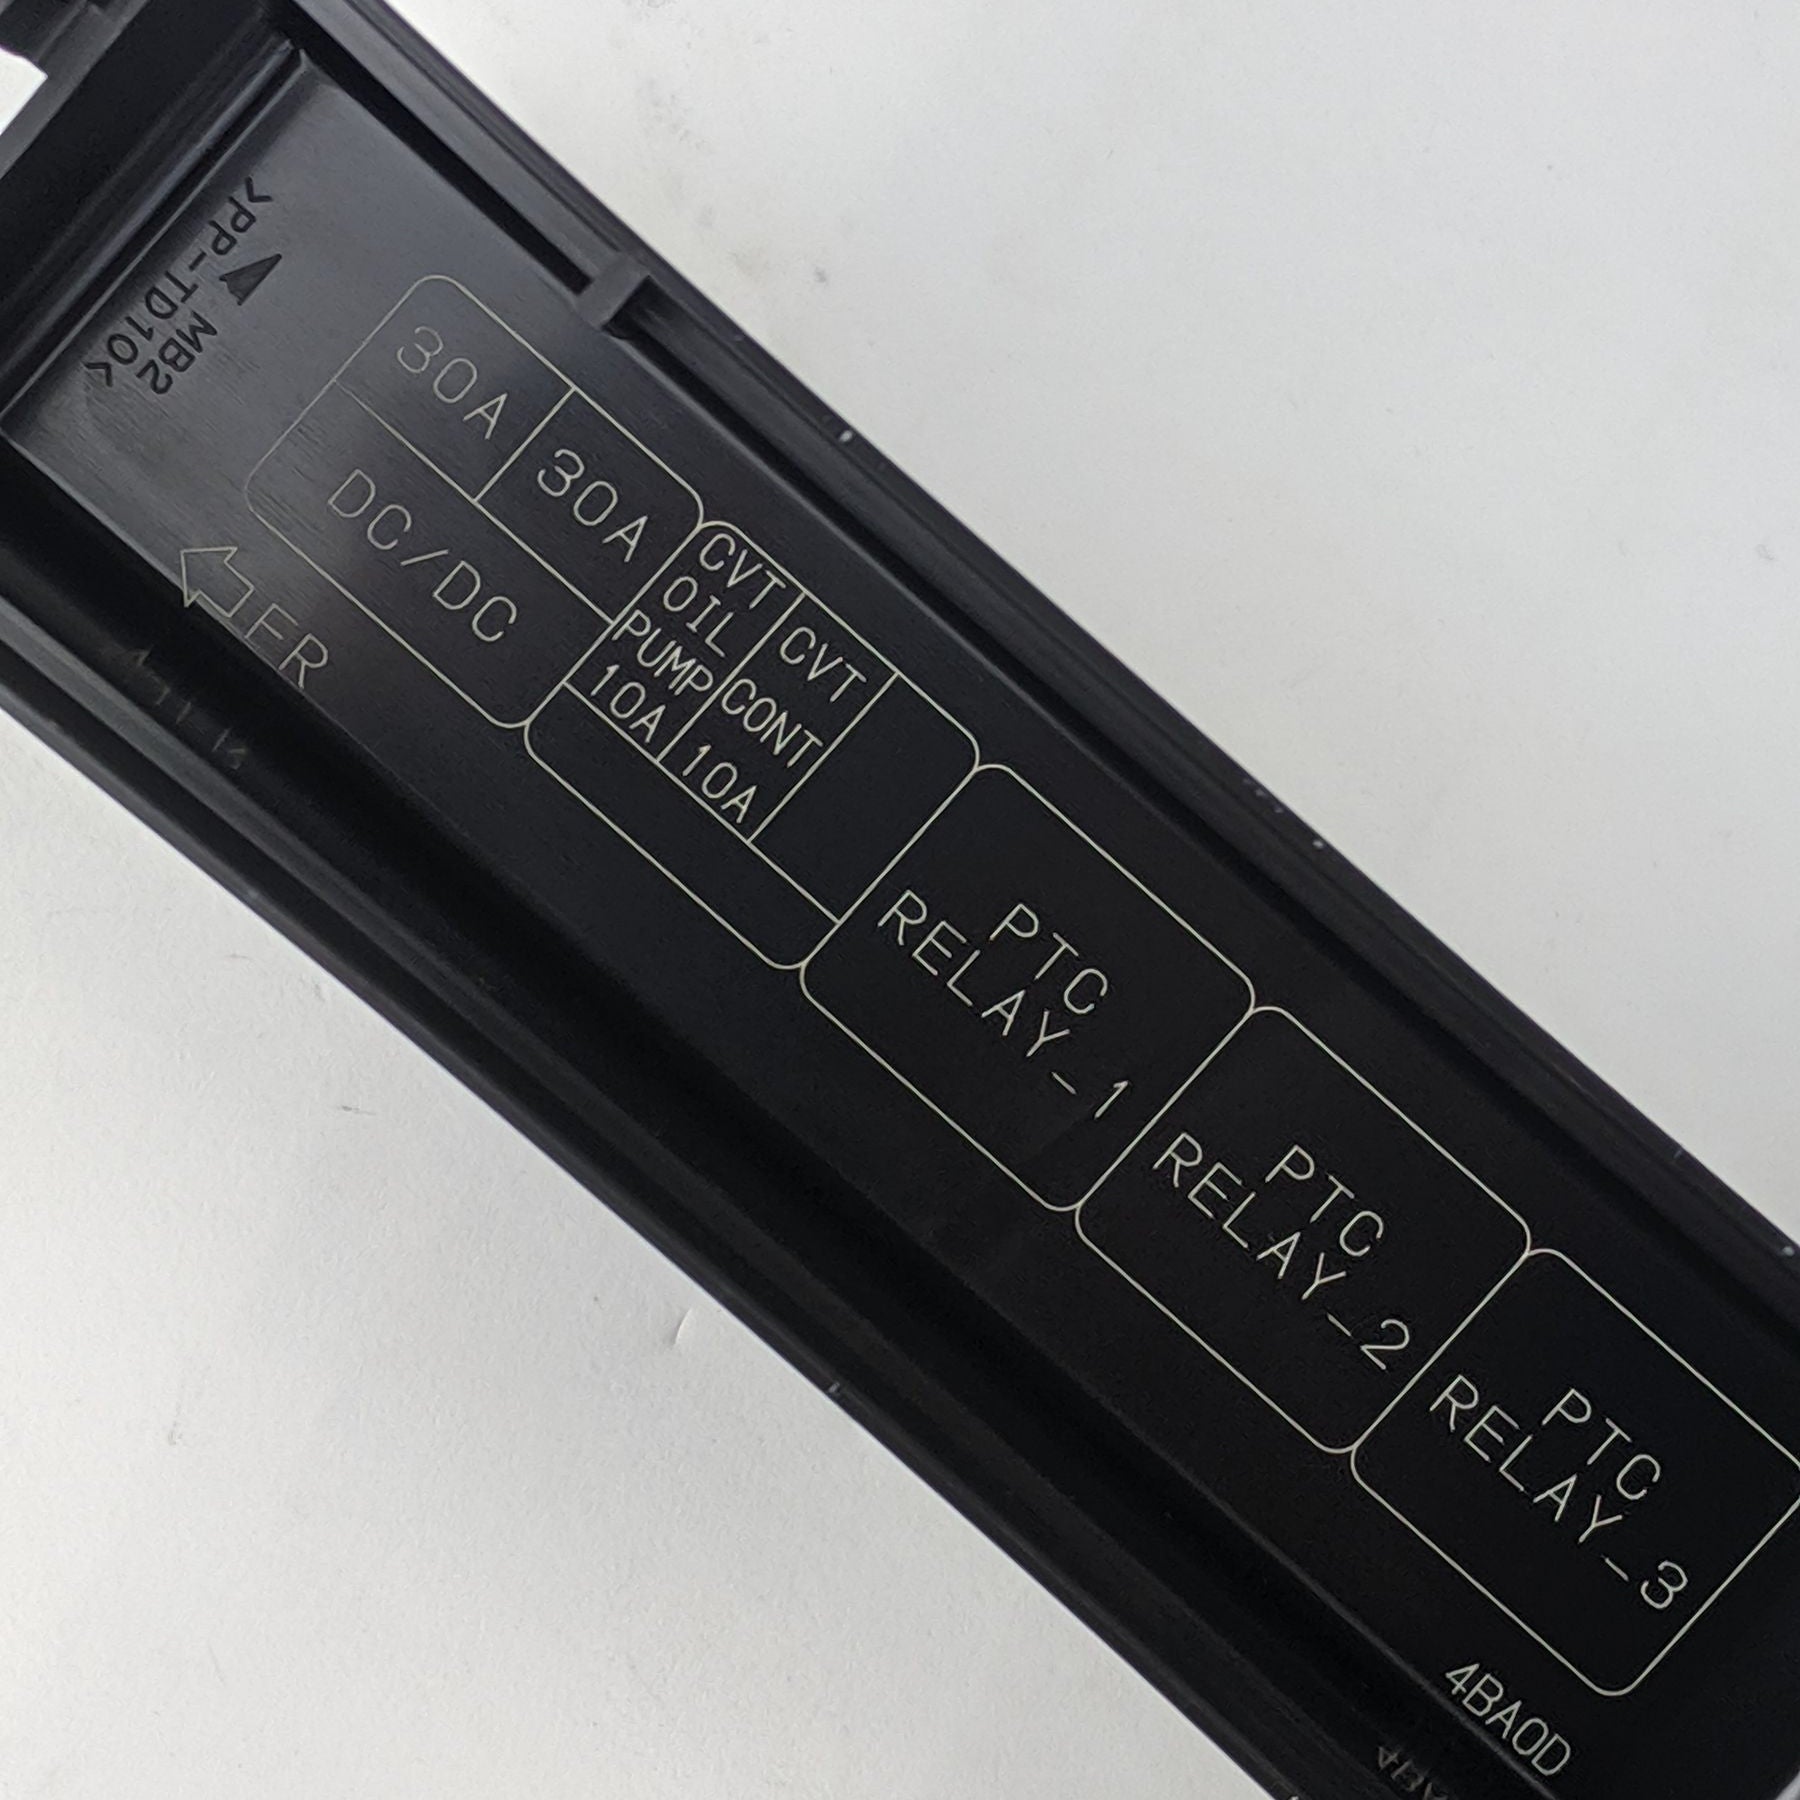 >PP-TD10<
MB2
30A
30A
DC/DC
FR
CVT
OIL
PUMP
10A
CVT
CONT
10A
PTC
RELAY_1
PTC
RELAY_2
PTC
RELAY_3
4BA0D